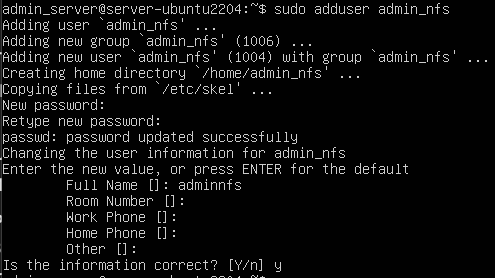 admin_server@server-ubuntu2204:~$ sudo adduser admin_nfs
Adding user `admin_nfs' ...
Adding new group `admin_nfs' (1006) ...
Adding new user `admin_nfs' (1004) with group `admin_nfs' ...
Creating home directory `/home/admin_nfs' ...
Copying files from `/etc/skel' ...
New password:
Retype new password:
passwd: password updated successfully
Changing the user information for admin_nfs
Enter the new value, or press ENTER for the default
Full Name []: adminnfs
Room Number []:
Work Phone []:
Home Phone []:
Other []:
Is the information correct? [Y/n] y